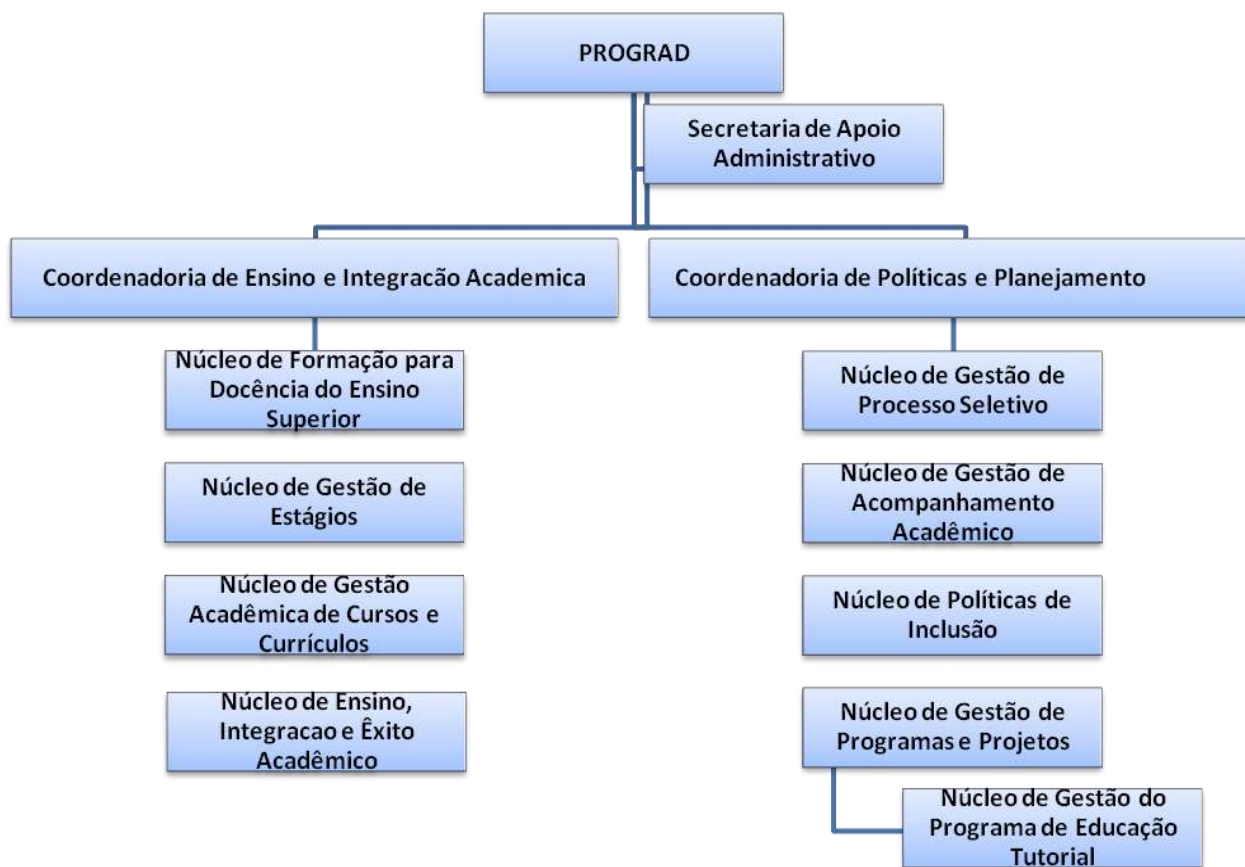 PROGRAD
Secretaria de Apoio
Administrativo
Coordenadoria de Ensino e Integracão Academica
Coordenadoria de Políticas e Planejamento
Núcleo de Formação para
Docência do Ensino
Superior
Núcleo de Gestão de
Estágios
Núcleo de Gestão
Acadêmica de Cursos e
Currículos
Núcleo de Ensino,
Integracao e Êxito
Acadêmico
Núcleo de Gestão de
Processo Seletivo
Núcleo de Gestão de
Acompanhamento
Acadêmico
Núcleo de Políticas de
Inclusão
Núcleo de Gestão de
Programas e Projetos
Núcleo de Gestão do
Programa de Educação
Tutorial